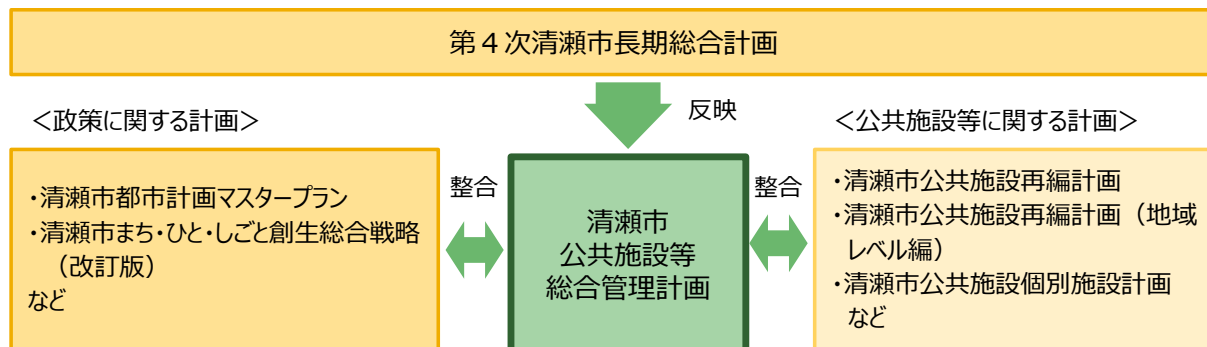 第４次清瀬市長期総合計画
反映
＜政策に関する計画＞
・清瀬市都市計画マスタープラン
・清瀬市まち・ひと・しごと創生総合戦略
（改訂版）
など
整合
清瀬市
公共施設等
総合管理計画
整合
＜公共施設等に関する計画＞
・清瀬市公共施設再編計画
・清瀬市公共施設再編計画（地域
レベル編）
・清瀬市公共施設個別施設計画
など